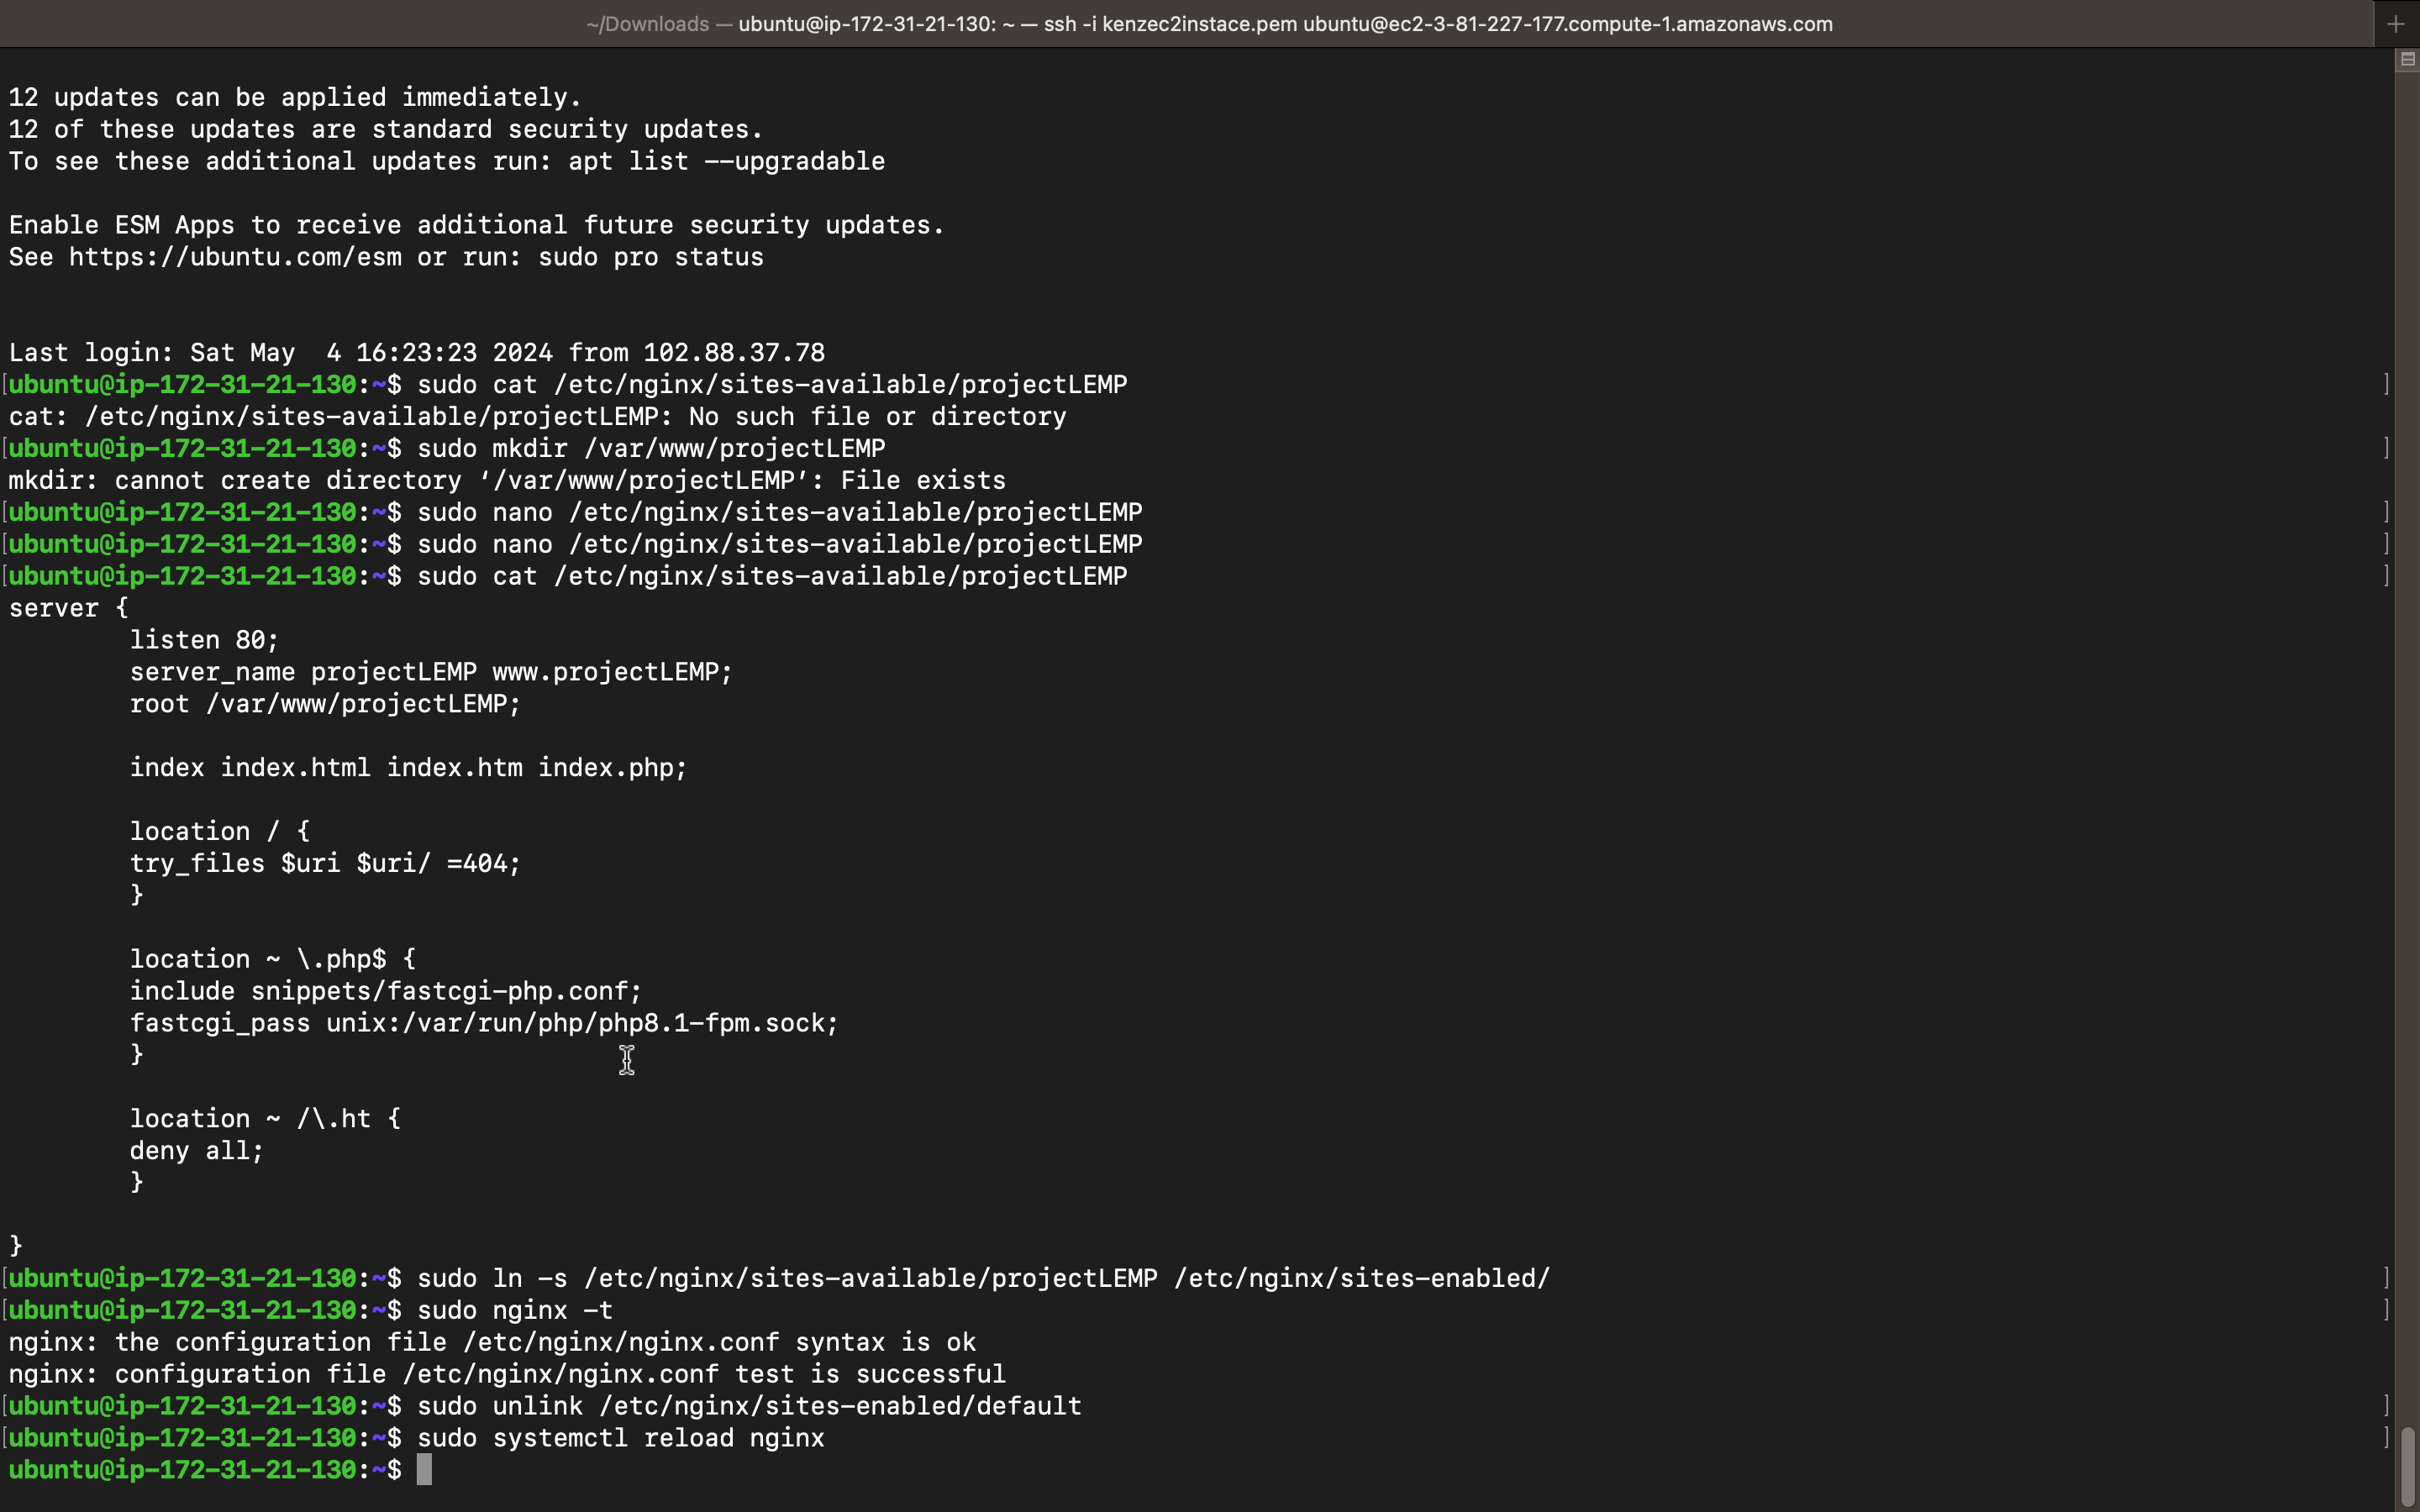 ~/Downloads — ubuntu@ip-172-31-21-130: ~ — ssh -i kenzec2instace.pem ubuntu@ec2-3-81-227-177.compute-1.amazonaws.com
12 updates can be applied immediately.
12 of these updates are standard security updates.
To see these additional updates run: apt list --upgradable
Enable ESM Apps to receive additional future security updates.
See https://ubuntu.com/esm or run: sudo pro status
Last login: Sat May  4 16:23:23 2024 from 102.88.37.78
[ubuntu@ip-172-31-21-130:~$ sudo cat /etc/nginx/sites-available/projectLEMP ]
cat: /etc/nginx/sites-available/projectLEMP: No such file or directory
[ubuntu@ip-172-31-21-130:~$ sudo mkdir /var/www/projectLEMP ]
mkdir: cannot create directory ‘/var/www/projectLEMP’: File exists
[ubuntu@ip-172-31-21-130:~$ sudo nano /etc/nginx/sites-available/projectLEMP ]
[ubuntu@ip-172-31-21-130:~$ sudo nano /etc/nginx/sites-available/projectLEMP ]
[ubuntu@ip-172-31-21-130:~$ sudo cat /etc/nginx/sites-available/projectLEMP ]
server {
        listen 80;
        server_name projectLEMP www.projectLEMP;
        root /var/www/projectLEMP;
        index index.html index.htm index.php;
        location / {
        try_files $uri $uri/ =404;
        }
        location ~ \.php$ {
        include snippets/fastcgi-php.conf;
        fastcgi_pass unix:/var/run/php/php8.1-fpm.sock;
        }
        location ~ /\.ht {
        deny all;
        }
}
[ubuntu@ip-172-31-21-130:~$ sudo ln -s /etc/nginx/sites-available/projectLEMP /etc/nginx/sites-enabled/ ]
[ubuntu@ip-172-31-21-130:~$ sudo nginx -t ]
nginx: the configuration file /etc/nginx/nginx.conf syntax is ok
nginx: configuration file /etc/nginx/nginx.conf test is successful
[ubuntu@ip-172-31-21-130:~$ sudo unlink /etc/nginx/sites-enabled/default ]
[ubuntu@ip-172-31-21-130:~$ sudo systemctl reload nginx ]
ubuntu@ip-172-31-21-130:~$